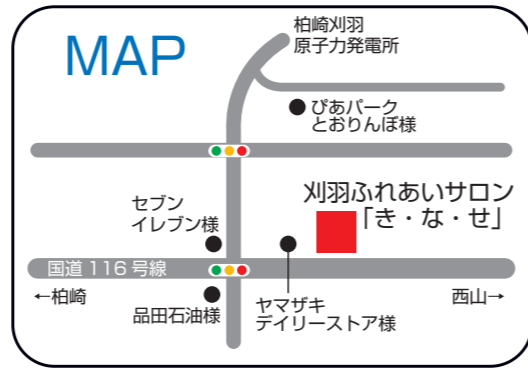 MAP
柏崎刈羽
原子力発電所
ぴあパーク
とおりんぼ様
刈羽ふれあいサロン
「き・な・せ」
セブン
イレブン様
国道 116 号線
←柏崎
品田石油様
ヤマザキ
デイリーストア様
西山→